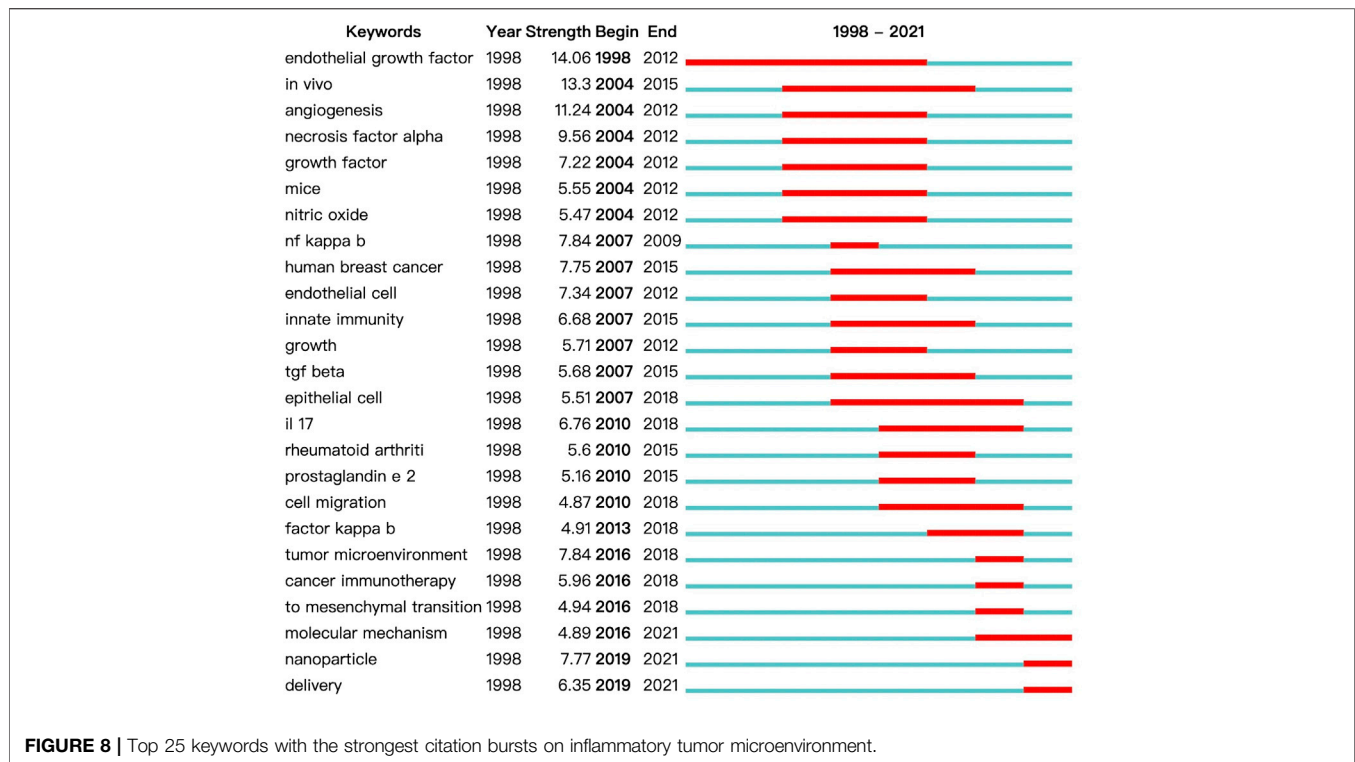 Keywords Year Strength Begin End 1998 – 2021
endothelial growth factor 1998 14.06 1998 2012
in vivo 1998 13.3 2004 2015
angiogenesis 1998 11.24 2004 2012
necrosis factor alpha 1998 9.56 2004 2012
growth factor 1998 7.22 2004 2012
mice 1998 5.55 2004 2012
nitric oxide 1998 5.47 2004 2012
nf kappa b 1998 7.84 2007 2009
human breast cancer 1998 7.75 2007 2015
endothelial cell 1998 7.34 2007 2012
innate immunity 1998 6.68 2007 2015
growth 1998 5.71 2007 2012
tgf beta 1998 5.68 2007 2015
epithelial cell 1998 5.51 2007 2018
il 17 1998 6.76 2010 2018
rheumatoid arthriti 1998 5.6 2010 2015
prostaglandin e 2 1998 5.16 2010 2015
cell migration 1998 4.87 2010 2018
factor kappa b 1998 4.91 2013 2018
tumor microenvironment 1998 7.84 2016 2018
cancer immunotherapy 1998 5.96 2016 2018
to mesenchymal transition 1998 4.94 2016 2018
molecular mechanism 1998 4.89 2016 2021
nanoparticle 1998 7.77 2019 2021
delivery 1998 6.35 2019 2021
FIGURE 8 | Top 25 keywords with the strongest citation bursts on inflammatory tumor microenvironment.